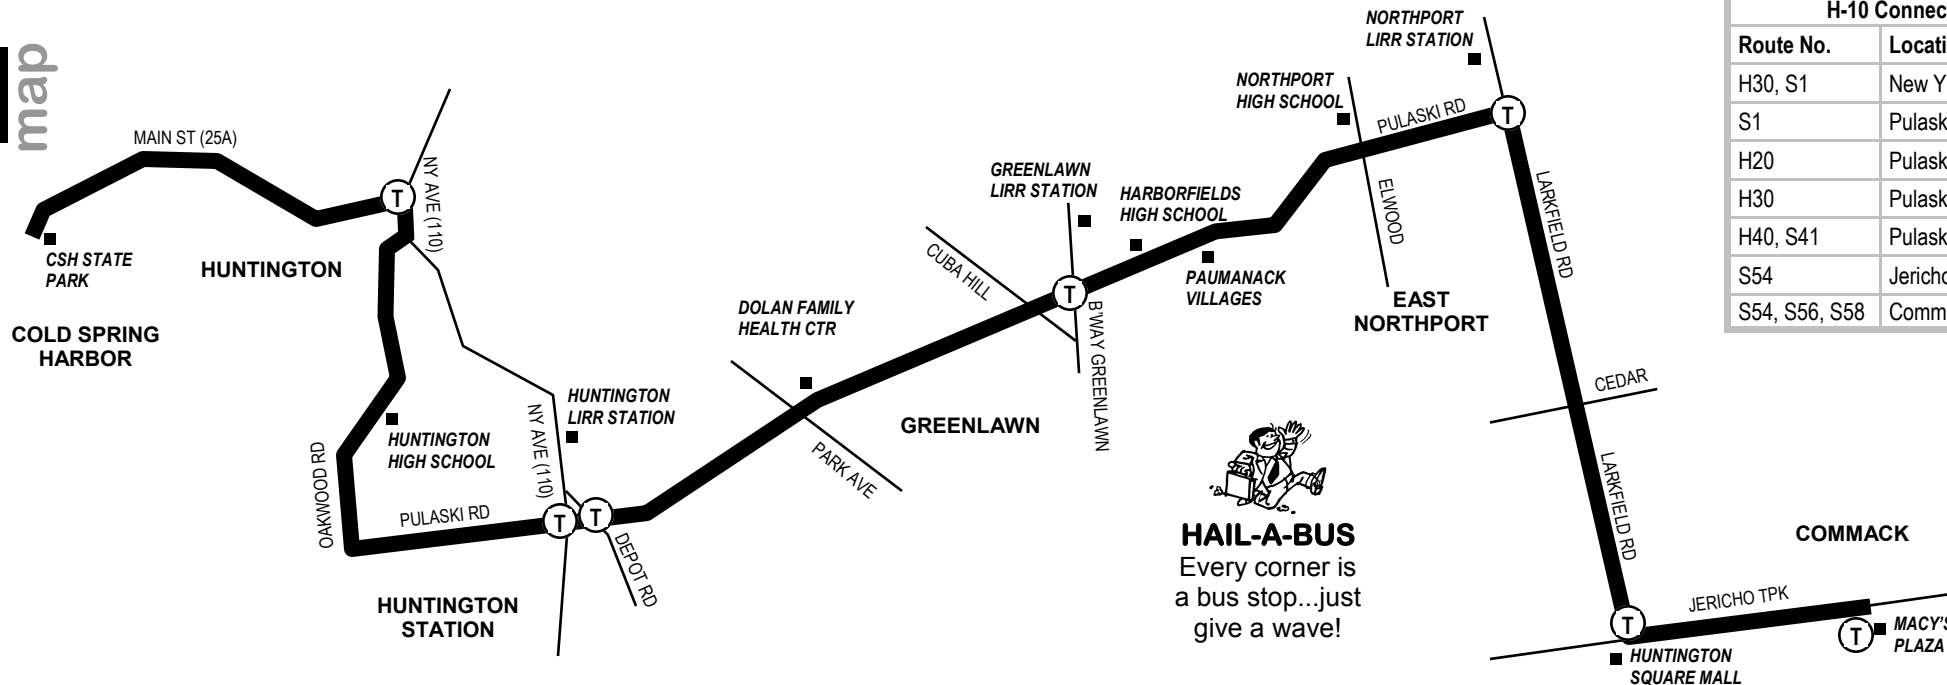 map
MAIN ST (25A)
NY AVE (110)
CSH STATE
PARK
HUNTINGTON
COLD SPRING
HARBOR
HUNTINGTON
HIGH SCHOOL
OAKWOOD RD
PULASKI RD
NY AVE (110)
HUNTINGTON
LIRR STATION
DEPOT RD
HUNTINGTON
STATION
DOLAN FAMILY
HEALTH CTR
PARK AVE
GREENLAWN
CUBA HILL
GREENLAWN
LIRR STATION
B'WAY GREENLAWN
HARBORFIELDS
HIGH SCHOOL
PAUMANACK
VILLAGES
NORTHPORT
HIGH SCHOOL
NORTHPORT
LIRR STATION
PULASKI RD
ELWOOD
EAST
NORTHPORT
LARKFIELD RD
CEDAR
LARKFIELD RD
COMMACK
JERICHO TPK
HUNTINGTON
SQUARE MALL
MACY'S
PLAZA
T
T
T
T
T
T
T
HAIL-A-BUS
Every corner is
a bus stop...just
give a wave!
H-10 Connec
Route No. Locati
H30, S1 New Y
S1 Pulask
H20 Pulask
H30 Pulask
H40, S41 Pulask
S54 Jericho
S54, S56, S58 Comm